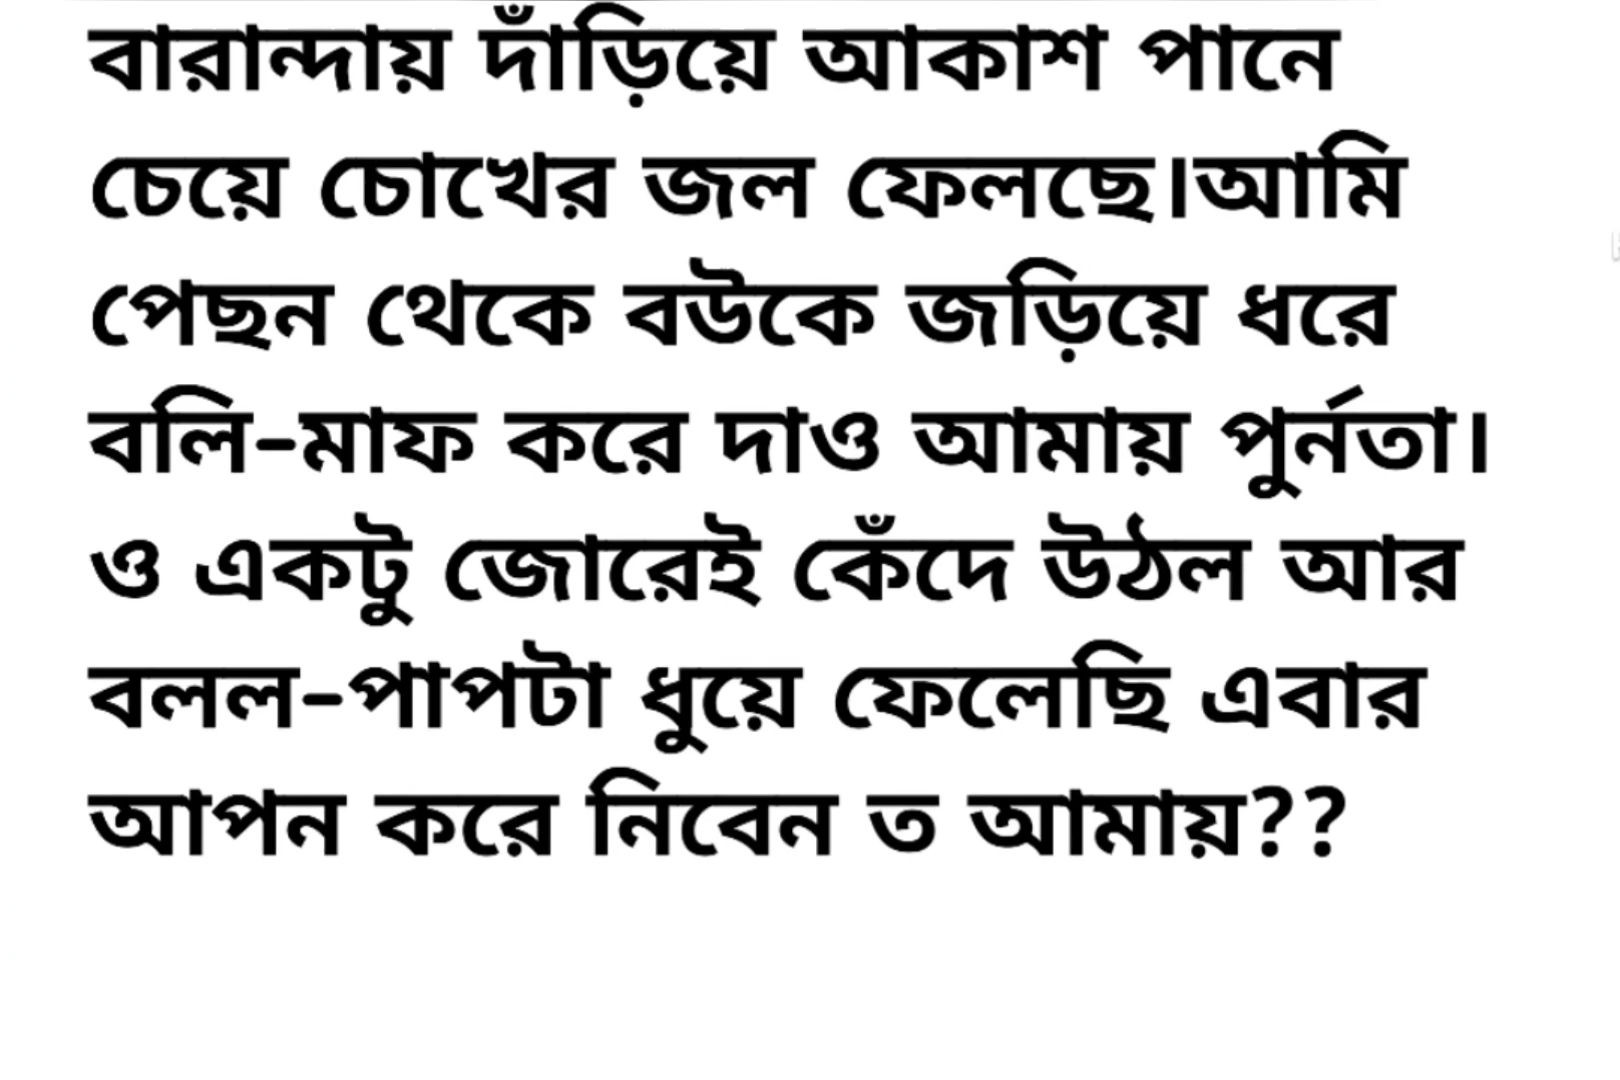 বারান্দায় দাঁড়িয়ে আকাশ পানে
চেয়ে চোখের জল ফেলছে।আমি
পেছন থেকে বউকে জড়িয়ে ধরে
বলি-মাফ করে দাও আমায় পুর্নতা।
ও একটু জোরেই কেঁদে উঠল আর
বলল-পাপটা ধুয়ে ফেলেছি এবার
আপন করে নিবেন ত আমায়??